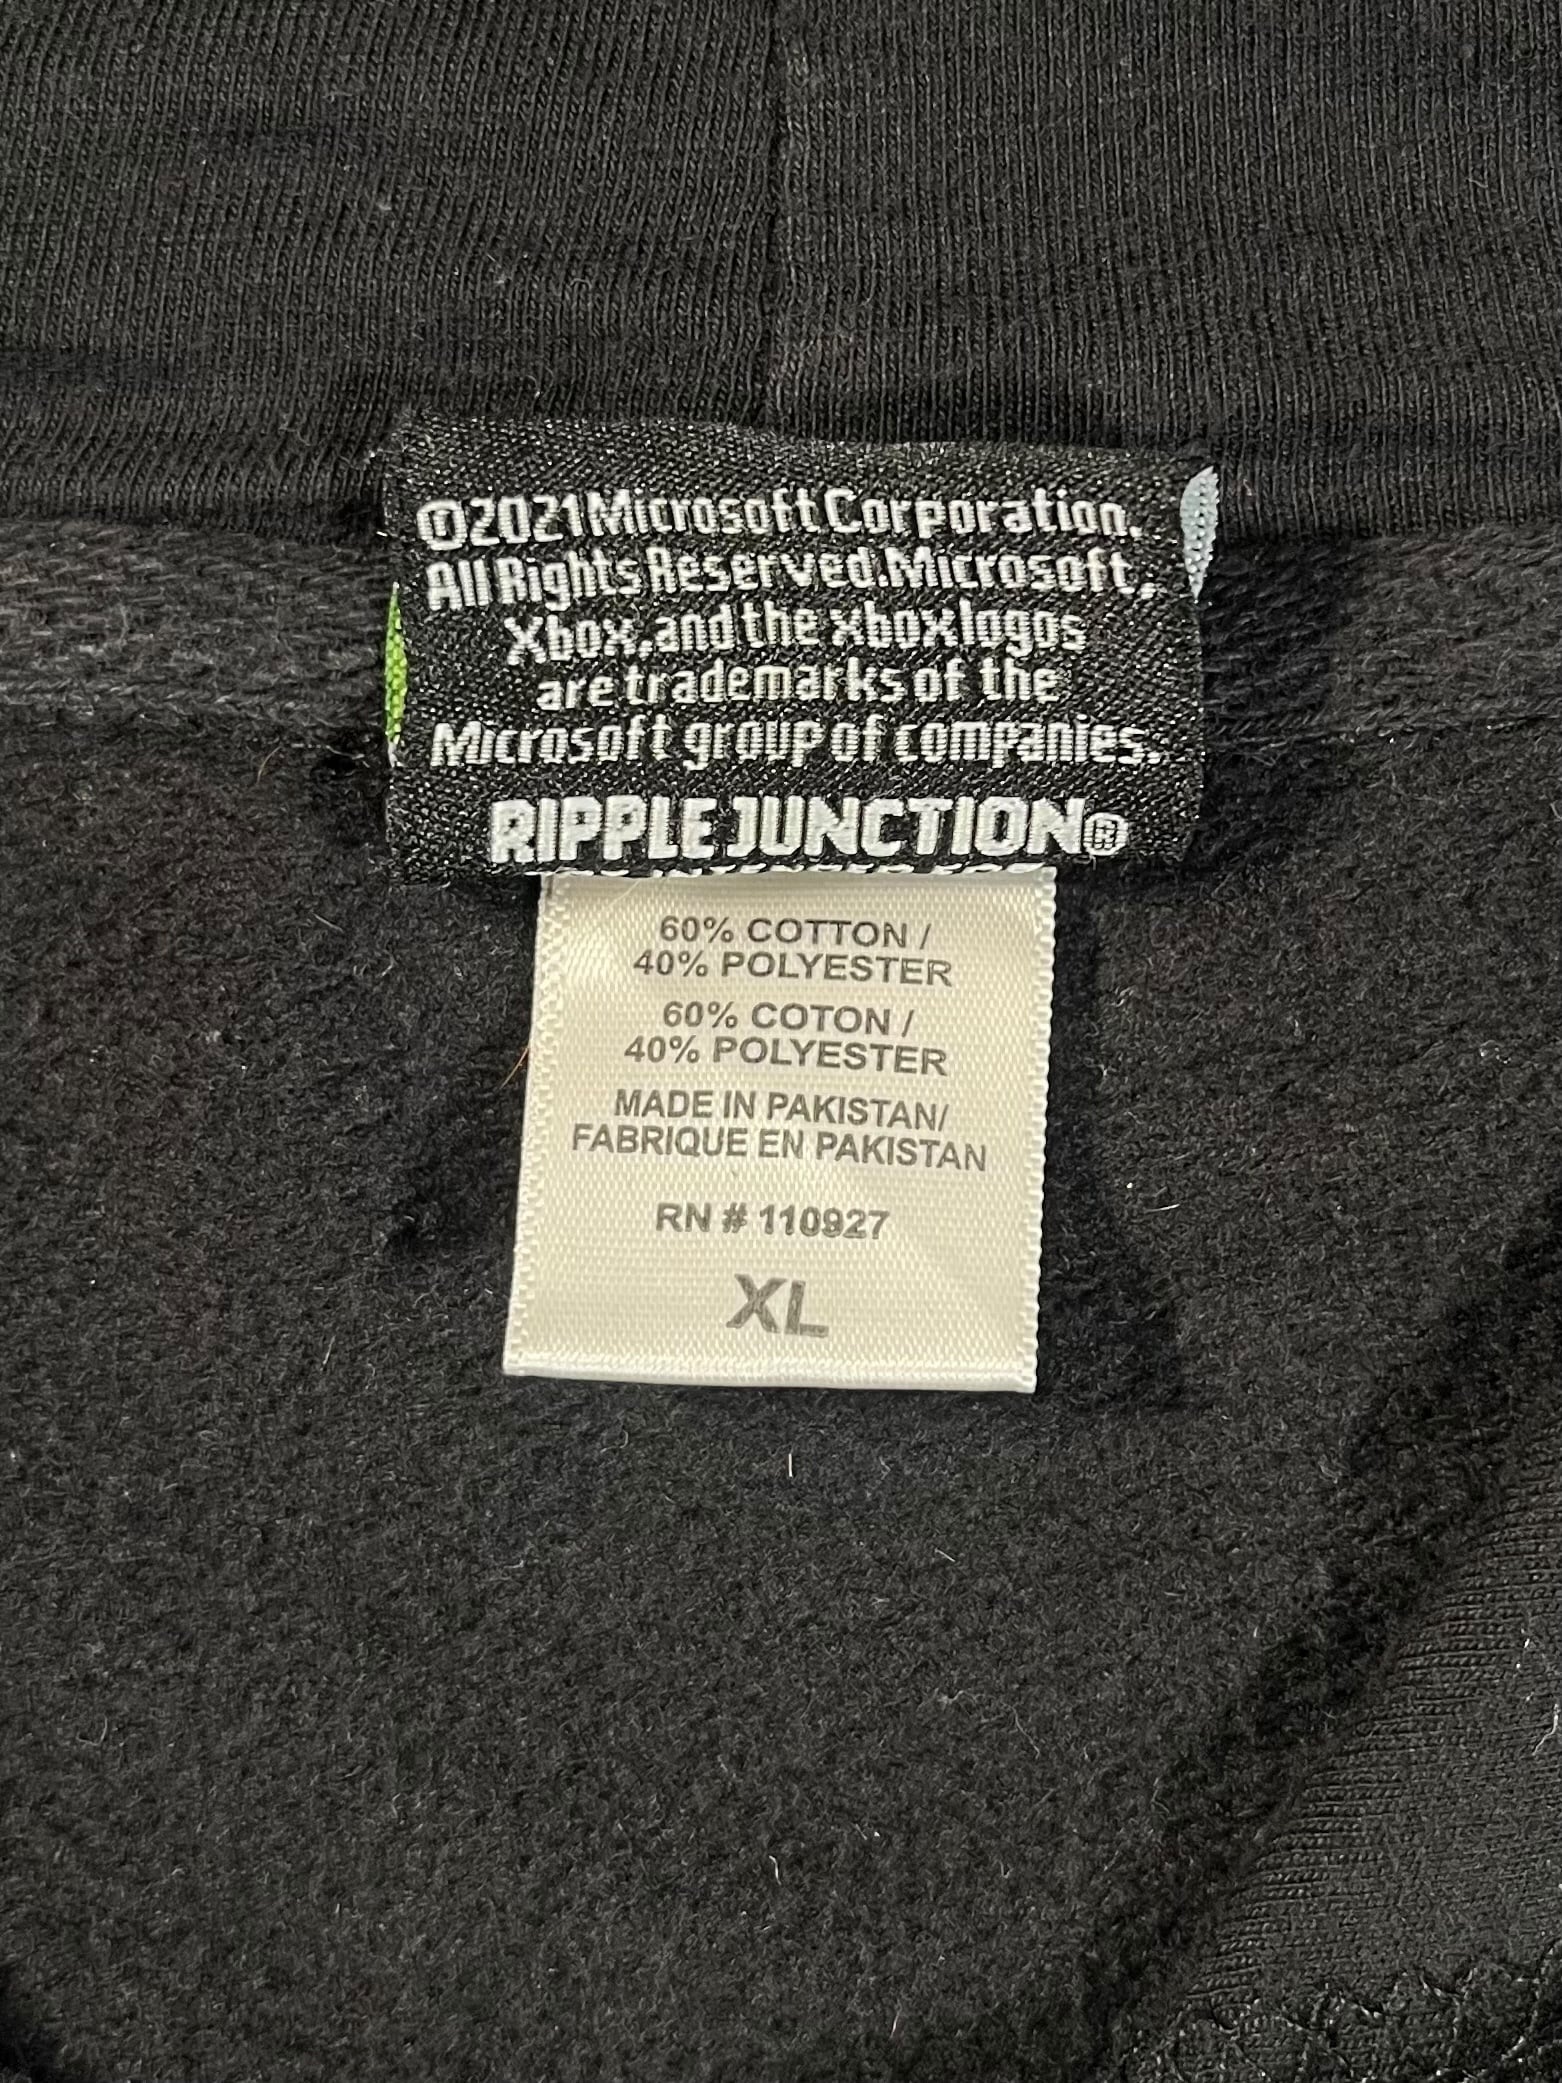 ©2021 Microsoft Corporation.
All Rights Reserved. Microsoft,
Xbox, and the xbox logos
are trademarks of the
Microsoft group of companies.
RIPPLE JUNCTION®
60% COTTON /
40% POLYESTER
60% COTON /
40% POLYESTER
MADE IN PAKISTAN/
FABRIQUE EN PAKISTAN
RN # 110927
XL